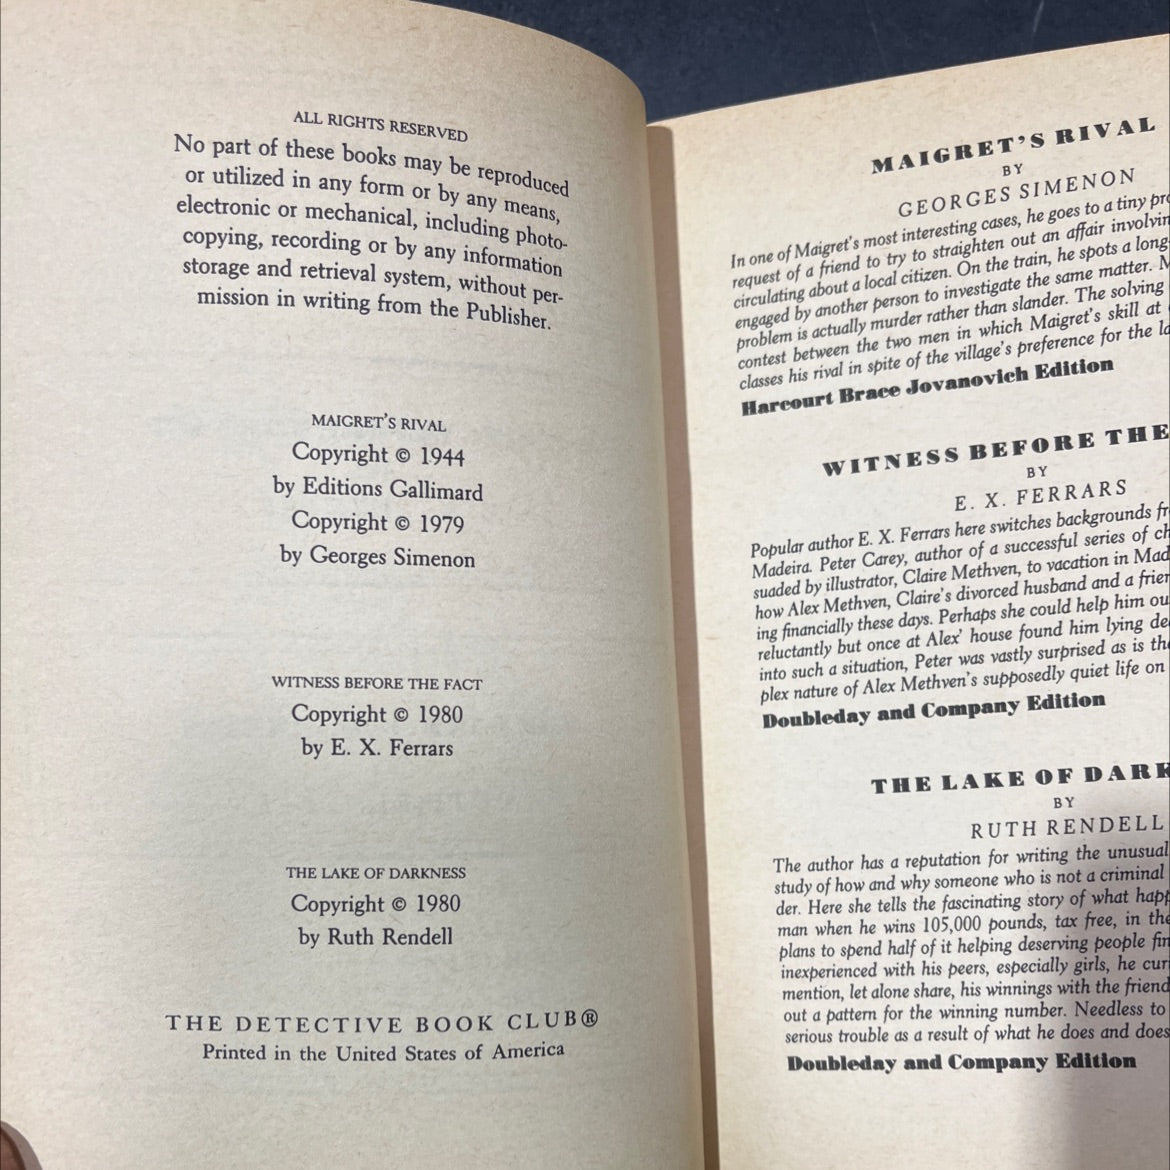 ALL RIGHTS RESERVED
No part of these books may be reproduced
or utilized in any form or by any means,
electronic or mechanical, including photo-
copying, recording or by any information
storage and retrieval system, without per-
mission in writing from the Publisher.
MAIGRET'S RIVAL
Copyright © 1944
by Editions Gallimard
Copyright © 1979
by Georges Simenon
WITNESS BEFORE THE FACT
Copyright © 1980
by E. X. Ferrars
THE LAKE OF DARKNESS
Copyright © 1980
by Ruth Rendell
THE DETECTIVE BOOK CLUB®
Printed in the United States of America
MAIGRET'S RIVAL
BY
GEORGES SIMENON
In one of Maigret's most interesting cases, he goes to a tiny
request of a friend to try to straighten out an affair
circulating about a local citizen. On the train, he spots a long-
engaged by another person to investigate the same matter.
problem is actually murder rather than slander. The solving
contest between the two men in which Maigret's skill at
classes his rival in spite of the village's preference for the
Harcourt Brace Jovanovich Edition
WITNESS BEFORE THE
BY
E. X. FERRARS
Popular author E. X. Ferrars here switches backgrounds
Madeira. Peter Carey, author of a successful series of
suaded by illustrator, Claire Methven, to vacation in
how Alex Methven, Claire's divorced husband and a
ing financially these days. Perhaps she could help him
reluctantly but once at Alex' house found him lying
into such a situation, Peter was vastly surprised as is
plex nature of Alex Methven's supposedly quiet life on
Doubleday and Company Edition
THE LAKE OF
BY
RUTH RENDELL
The author has a reputation for writing the unusual
study of how and why someone who is not a criminal
der. Here she tells the fascinating story of what
man when he wins 105,000 pounds, tax free, in
plans to spend half of it helping deserving people
inexperienced with his peers, especially girls, he
mention, let alone share, his winnings with the friend
out a pattern for the winning number. Needless to
serious trouble as a result of what he does and does
Doubleday and Company Edition